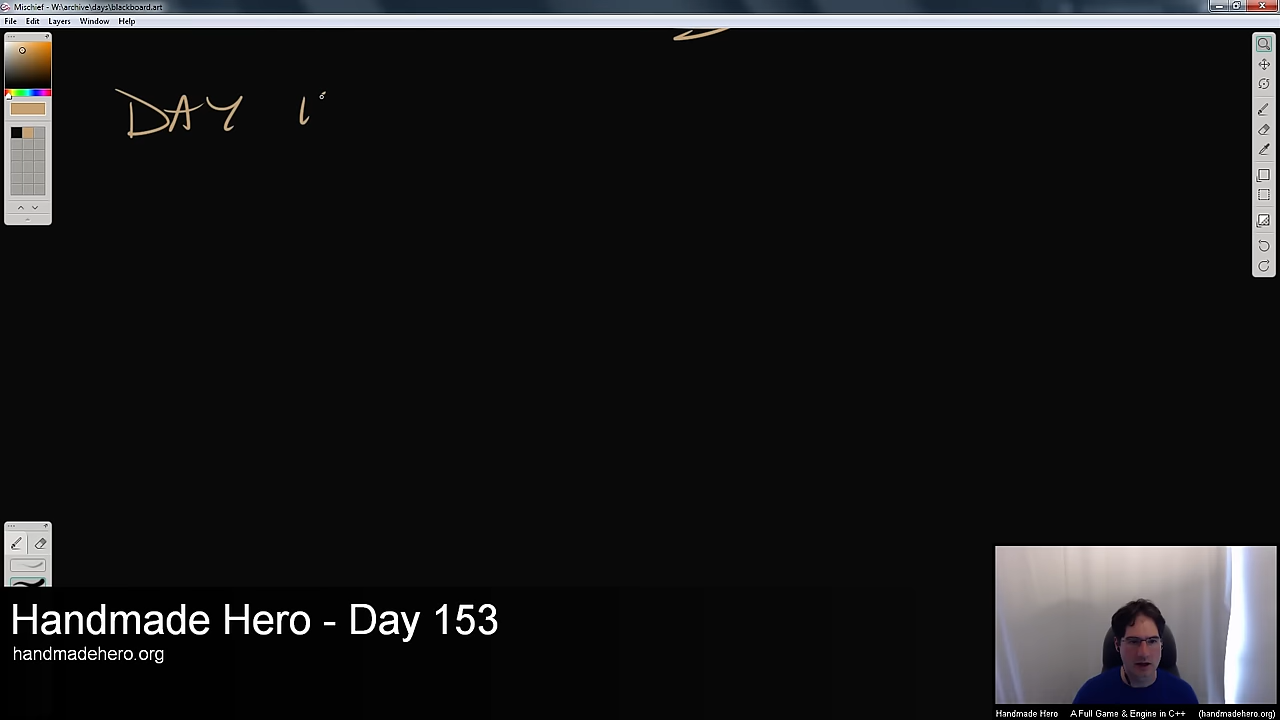 Mischief - W:\archive\days\blackboard.art
File Edit Layers Window Help
DAY 1
Handmade Hero - Day 153
handmadehero.org
Handmade Hero A Full Game & Engine in C++ (handmadehero.org)